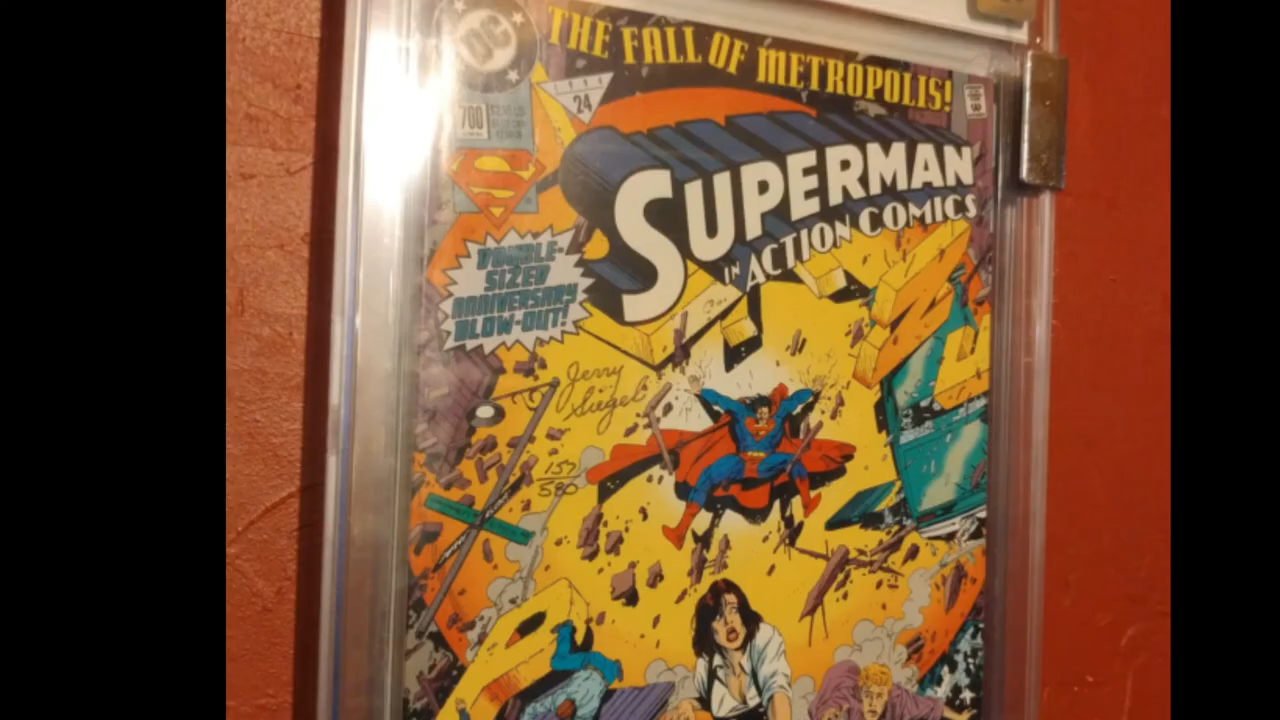 DC
THE FALL OF METROPOLIS!
1994
24
700
SUPERMAN
IN ACTION COMICS
DOUBLE-
SIZED
ANNIVERSARY
BLOW-OUT!
Jerry
Siegel
157
580